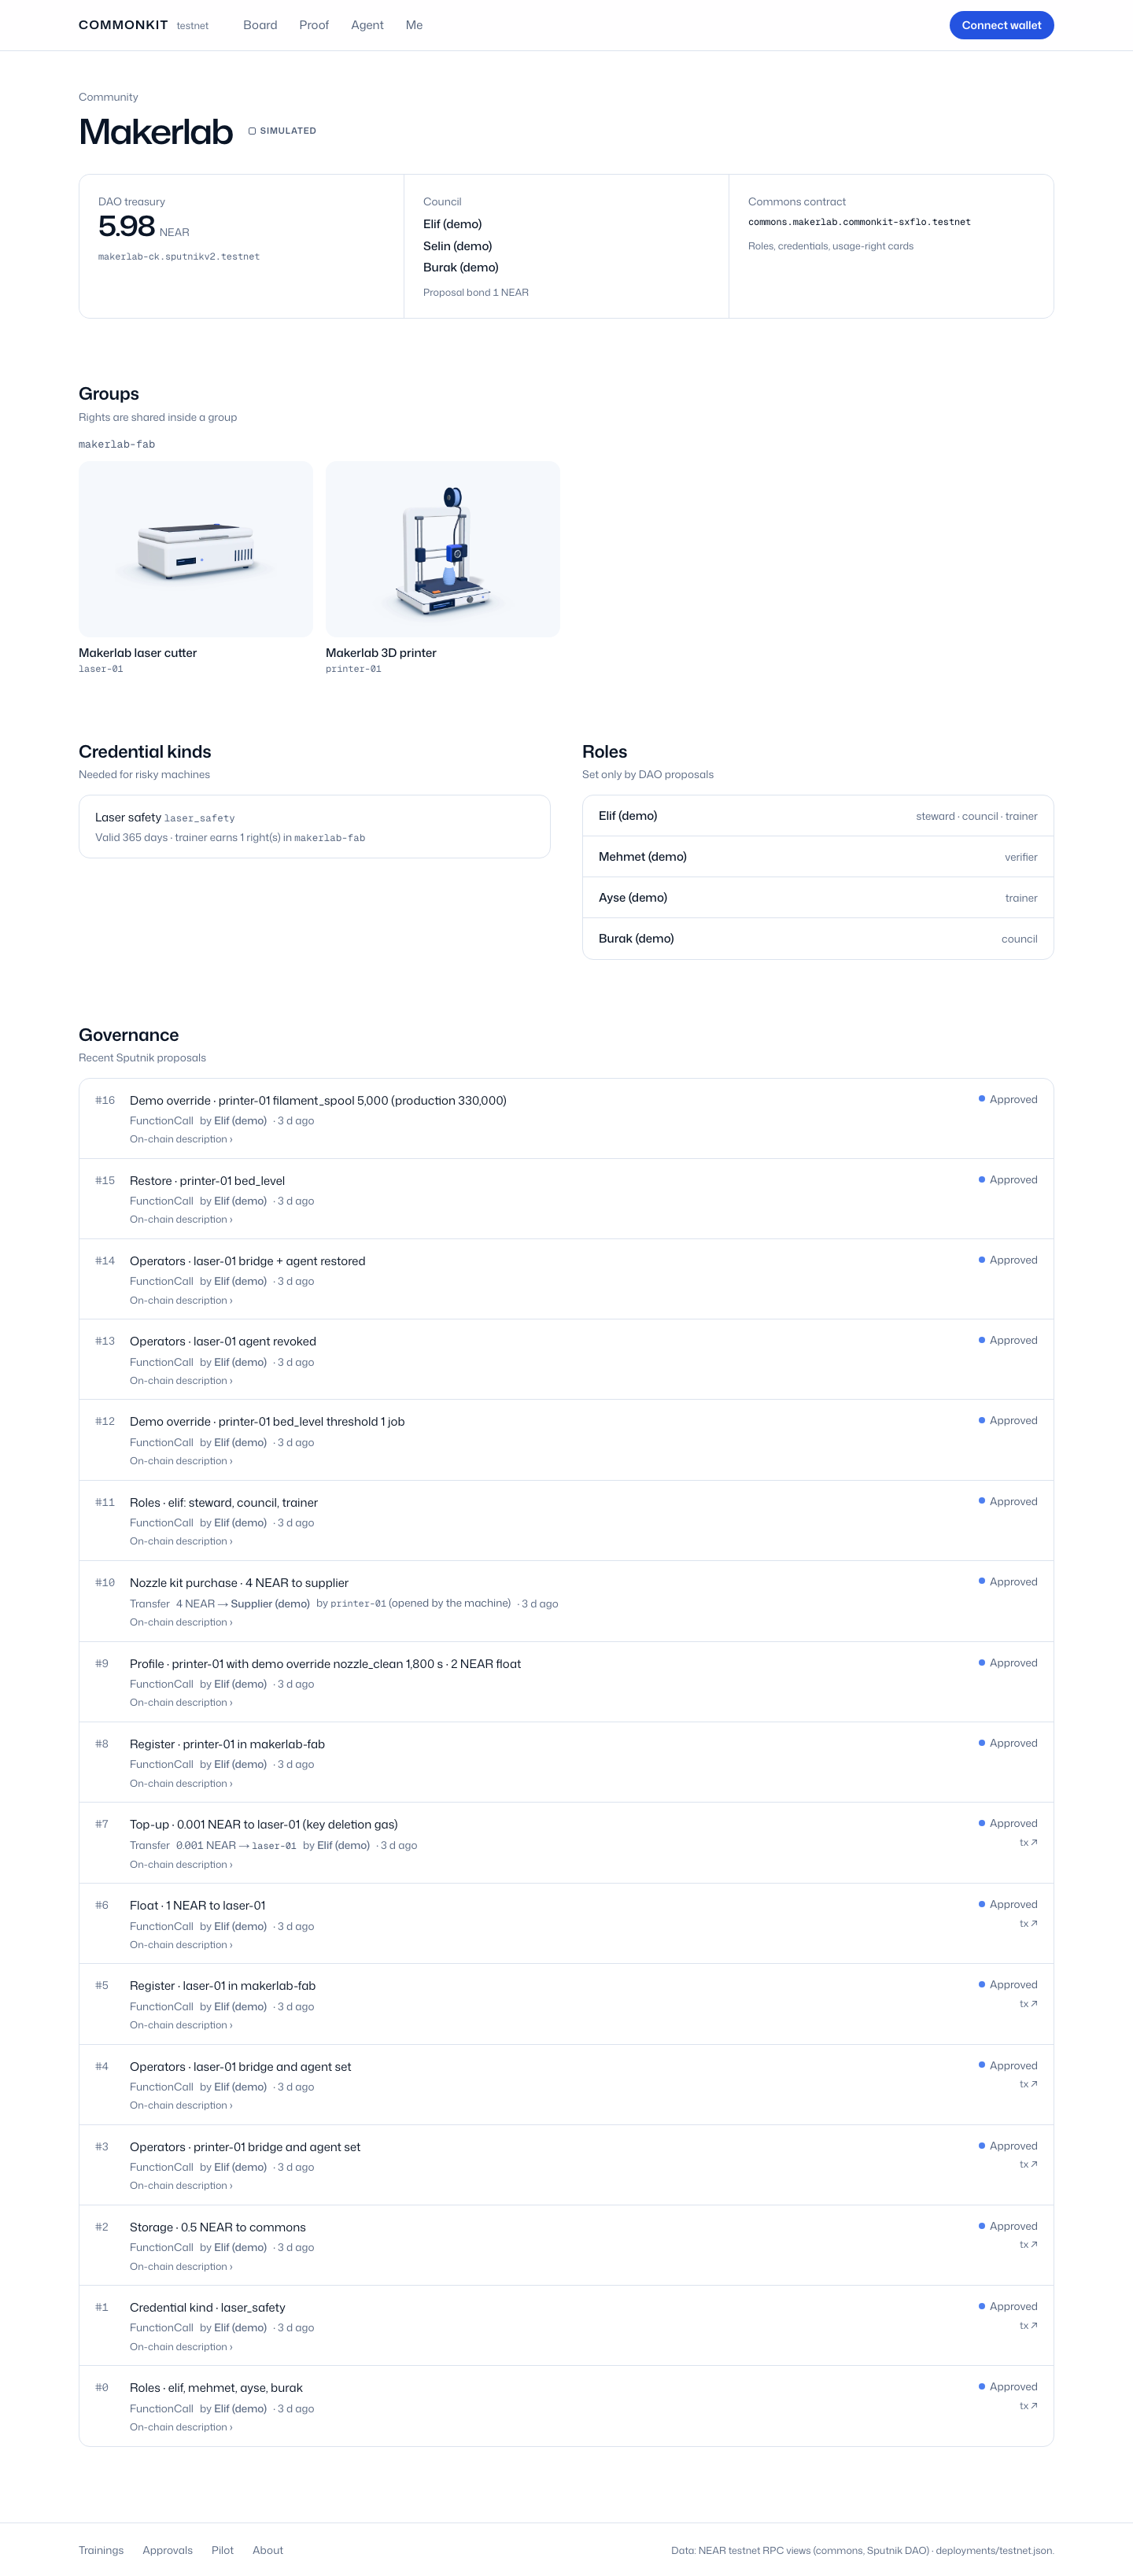 COMMONKIT testnet Board Proof Agent Me Connect wallet
Community
Makerlab SIMULATED
DAO treasury
5.98 NEAR
makerlab-ck.sputnikv2.testnet
Council
Elif (demo)
Selin (demo)
Burak (demo)
Proposal bond 1 NEAR
Commons contract
commons.makerlab.commonkit-sxflo.testnet
Roles, credentials, usage-right cards
Groups
Rights are shared inside a group
makerlab-fab
Makerlab laser cutter
laser-01
Makerlab 3D printer
printer-01
Credential kinds
Needed for risky machines
Laser safety laser_safety
Valid 365 days · trainer earns 1 right(s) in makerlab-fab
Roles
Set only by DAO proposals
Elif (demo) steward · council · trainer
Mehmet (demo) verifier
Ayse (demo) trainer
Burak (demo) council
Governance
Recent Sputnik proposals
#16 Demo override · printer-01 filament_spool 5,000 (production 330,000) Approved
FunctionCall by Elif (demo) · 3 d ago
On-chain description ›
#15 Restore · printer-01 bed_level Approved
FunctionCall by Elif (demo) · 3 d ago
On-chain description ›
#14 Operators · laser-01 bridge + agent restored Approved
FunctionCall by Elif (demo) · 3 d ago
On-chain description ›
#13 Operators · laser-01 agent revoked Approved
FunctionCall by Elif (demo) · 3 d ago
On-chain description ›
#12 Demo override · printer-01 bed_level threshold 1 job Approved
FunctionCall by Elif (demo) · 3 d ago
On-chain description ›
#11 Roles · elif: steward, council, trainer Approved
FunctionCall by Elif (demo) · 3 d ago
On-chain description ›
#10 Nozzle kit purchase · 4 NEAR to supplier Approved
Transfer 4 NEAR → Supplier (demo) by printer-01 (opened by the machine) · 3 d ago
On-chain description ›
#9 Profile · printer-01 with demo override nozzle_clean 1,800 s · 2 NEAR float Approved
FunctionCall by Elif (demo) · 3 d ago
On-chain description ›
#8 Register · printer-01 in makerlab-fab Approved
FunctionCall by Elif (demo) · 3 d ago
On-chain description ›
#7 Top-up · 0.001 NEAR to laser-01 (key deletion gas) Approved
Transfer 0.001 NEAR → laser-01 by Elif (demo) · 3 d ago tx ↗
On-chain description ›
#6 Float · 1 NEAR to laser-01 Approved
FunctionCall by Elif (demo) · 3 d ago tx ↗
On-chain description ›
#5 Register · laser-01 in makerlab-fab Approved
FunctionCall by Elif (demo) · 3 d ago tx ↗
On-chain description ›
#4 Operators · laser-01 bridge and agent set Approved
FunctionCall by Elif (demo) · 3 d ago tx ↗
On-chain description ›
#3 Operators · printer-01 bridge and agent set Approved
FunctionCall by Elif (demo) · 3 d ago tx ↗
On-chain description ›
#2 Storage · 0.5 NEAR to commons Approved
FunctionCall by Elif (demo) · 3 d ago tx ↗
On-chain description ›
#1 Credential kind · laser_safety Approved
FunctionCall by Elif (demo) · 3 d ago tx ↗
On-chain description ›
#0 Roles · elif, mehmet, ayse, burak Approved
FunctionCall by Elif (demo) · 3 d ago tx ↗
On-chain description ›
Trainings Approvals Pilot About Data: NEAR testnet RPC views (commons, Sputnik DAO) · deployments/testnet.json.